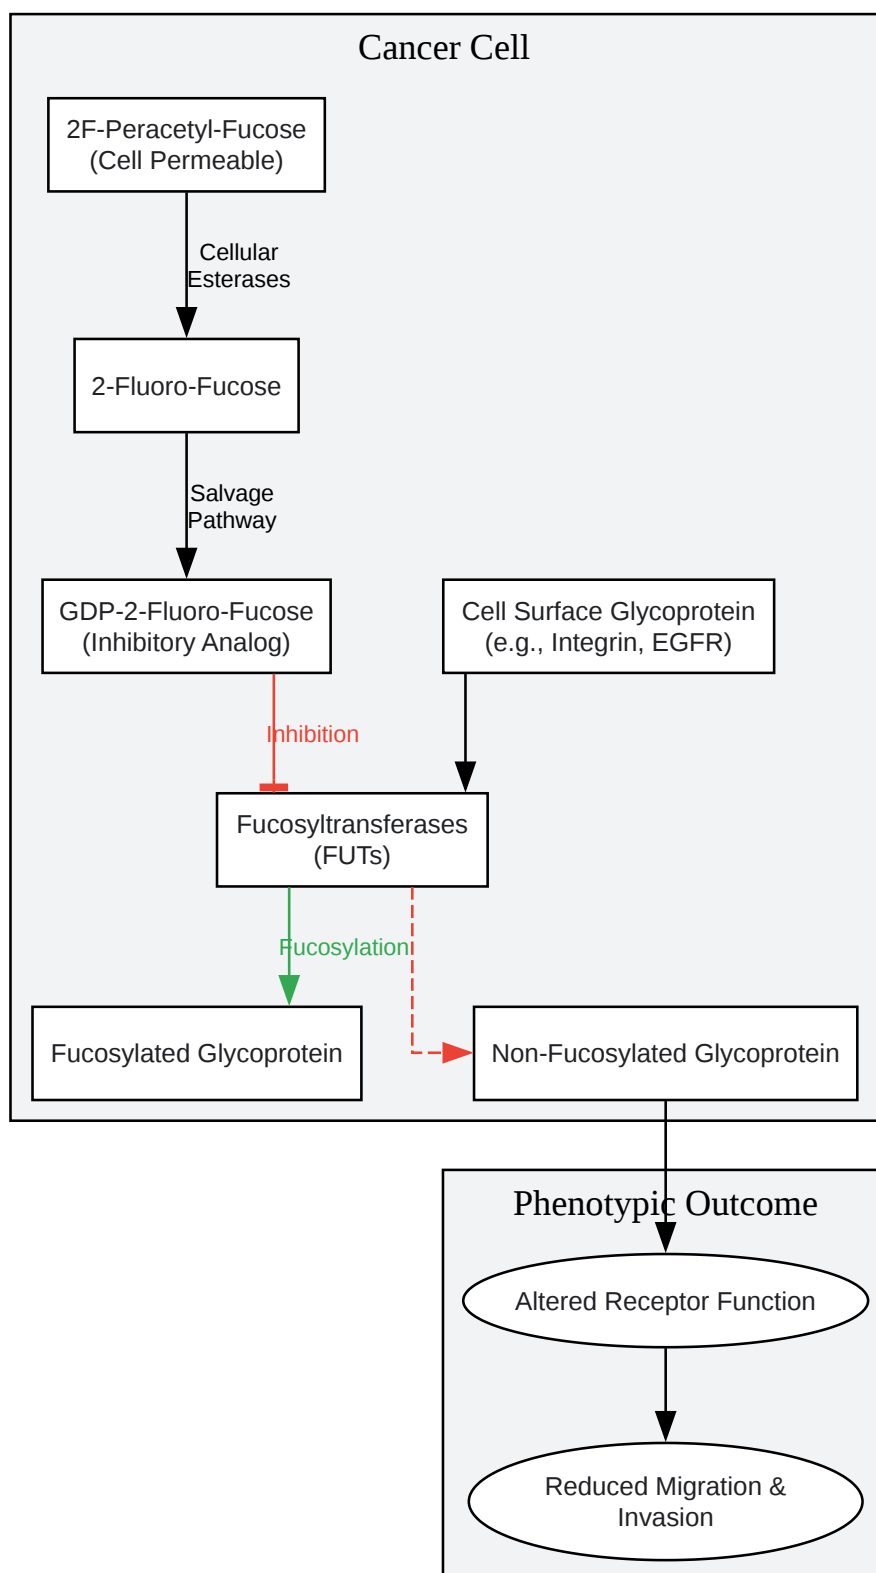 Cancer Cell
2F-Peracetyl-Fucose
(Cell Permeable)
Cellular
Esterases
2-Fluoro-Fucose
Salvage
Pathway
GDP-2-Fluoro-Fucose
(Inhibitory Analog)
Cell Surface Glycoprotein
(e.g., Integrin, EGFR)
Inhibition
Fucosyltransferases
(FUTs)
Fucosylation
Fucosylated Glycoprotein
Non-Fucosylated Glycoprotein
Phenotypic Outcome
Altered Receptor Function
Reduced Migration &
Invasion